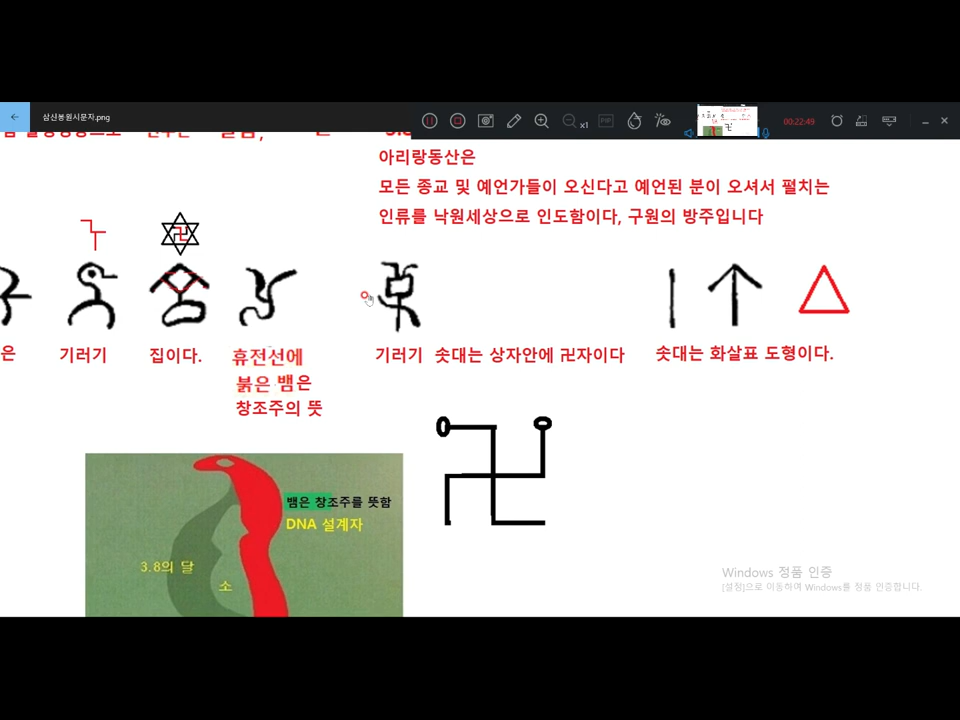 삼신봉원시문자.png
x1
PIP
00:22:49
아리랑동산은
모든 종교 및 예언가들이 오신다고 예언된 분이 오셔서 펼치는
인류를 낙원세상으로 인도함이다, 구원의 방주입니다
은
기러기
집이다.
휴전선에
붉은 뱀은
창조주의 뜻
기러기 솟대는 상자안에 卍자이다
솟대는 화살표 도형이다.
뱀은 창조주를 뜻함
DNA 설계자
3.8의 달
소
Windows 정품 인증
[설정]으로 이동하여 Windows를 정품 인증합니다.